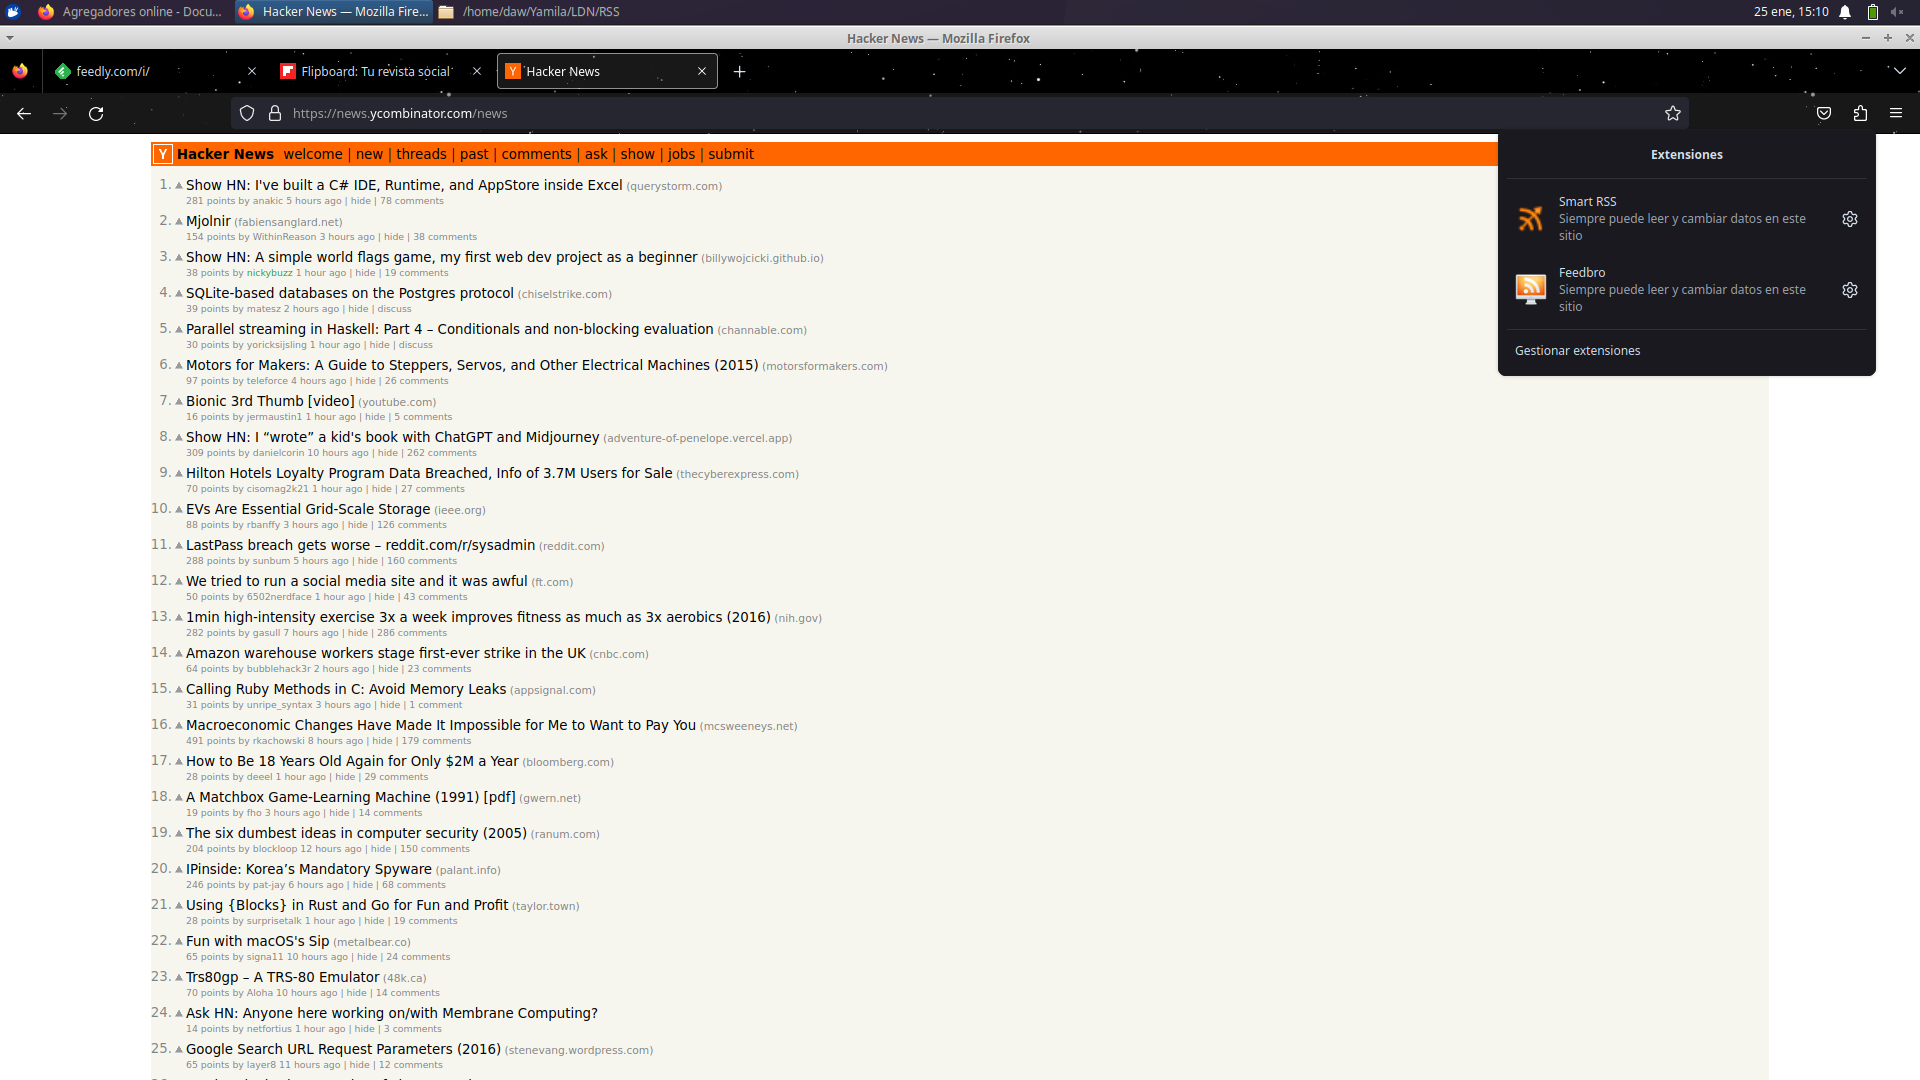 Agregadores online - Docu...
Hacker News — Mozilla Fire...
/home/daw/Yamila/LDN/RSS
25 ene, 15:10
Hacker News — Mozilla Firefox
feedly.com/i/
Flipboard: Tu revista social
Hacker News
https://news.ycombinator.com/news
Y Hacker News welcome | new | threads | past | comments | ask | show | jobs | submit
1. Show HN: I've built a C# IDE, Runtime, and AppStore inside Excel (querystorm.com)
281 points by anakic 5 hours ago | hide | 78 comments
2. Mjolnir (fabiensanglard.net)
154 points by WithinReason 3 hours ago | hide | 38 comments
3. Show HN: A simple world flags game, my first web dev project as a beginner (billywojcicki.github.io)
38 points by nickybuzz 1 hour ago | hide | 19 comments
4. SQLite-based databases on the Postgres protocol (chiselstrike.com)
39 points by matesz 2 hours ago | hide | discuss
5. Parallel streaming in Haskell: Part 4 – Conditionals and non-blocking evaluation (channable.com)
30 points by yoricksijsling 1 hour ago | hide | discuss
6. Motors for Makers: A Guide to Steppers, Servos, and Other Electrical Machines (2015) (motorsformakers.com)
97 points by teleforce 4 hours ago | hide | 26 comments
7. Bionic 3rd Thumb [video] (youtube.com)
16 points by jermaustin1 1 hour ago | hide | 5 comments
8. Show HN: I “wrote” a kid's book with ChatGPT and Midjourney (adventure-of-penelope.vercel.app)
309 points by danielcorin 10 hours ago | hide | 262 comments
9. Hilton Hotels Loyalty Program Data Breached, Info of 3.7M Users for Sale (thecyberexpress.com)
70 points by cisomag2k21 1 hour ago | hide | 27 comments
10. EVs Are Essential Grid-Scale Storage (ieee.org)
88 points by rbanffy 3 hours ago | hide | 126 comments
11. LastPass breach gets worse – reddit.com/r/sysadmin (reddit.com)
288 points by sunbum 5 hours ago | hide | 160 comments
12. We tried to run a social media site and it was awful (ft.com)
50 points by 6502nerdface 1 hour ago | hide | 43 comments
13. 1min high-intensity exercise 3x a week improves fitness as much as 3x aerobics (2016) (nih.gov)
282 points by gasull 7 hours ago | hide | 286 comments
14. Amazon warehouse workers stage first-ever strike in the UK (cnbc.com)
64 points by bubblehack3r 2 hours ago | hide | 23 comments
15. Calling Ruby Methods in C: Avoid Memory Leaks (appsignal.com)
31 points by unripe_syntax 3 hours ago | hide | 1 comment
16. Macroeconomic Changes Have Made It Impossible for Me to Want to Pay You (mcsweeneys.net)
491 points by rkachowski 8 hours ago | hide | 179 comments
17. How to Be 18 Years Old Again for Only $2M a Year (bloomberg.com)
28 points by deeel 1 hour ago | hide | 29 comments
18. A Matchbox Game-Learning Machine (1991) [pdf] (gwern.net)
19 points by fho 3 hours ago | hide | 14 comments
19. The six dumbest ideas in computer security (2005) (ranum.com)
204 points by blockloop 12 hours ago | hide | 150 comments
20. IPinside: Korea’s Mandatory Spyware (palant.info)
246 points by pat-jay 6 hours ago | hide | 68 comments
21. Using {Blocks} in Rust and Go for Fun and Profit (taylor.town)
28 points by surprisetalk 1 hour ago | hide | 19 comments
22. Fun with macOS's Sip (metalbear.co)
65 points by signa11 10 hours ago | hide | 24 comments
23. Trs80gp – A TRS-80 Emulator (48k.ca)
70 points by Aloha 10 hours ago | hide | 14 comments
24. Ask HN: Anyone here working on/with Membrane Computing?
14 points by netfortius 1 hour ago | hide | 3 comments
25. Google Search URL Request Parameters (2016) (stenevang.wordpress.com)
65 points by layer8 11 hours ago | hide | 12 comments
Extensiones
Smart RSS
Siempre puede leer y cambiar datos en este
sitio
Feedbro
Siempre puede leer y cambiar datos en este
sitio
Gestionar extensiones